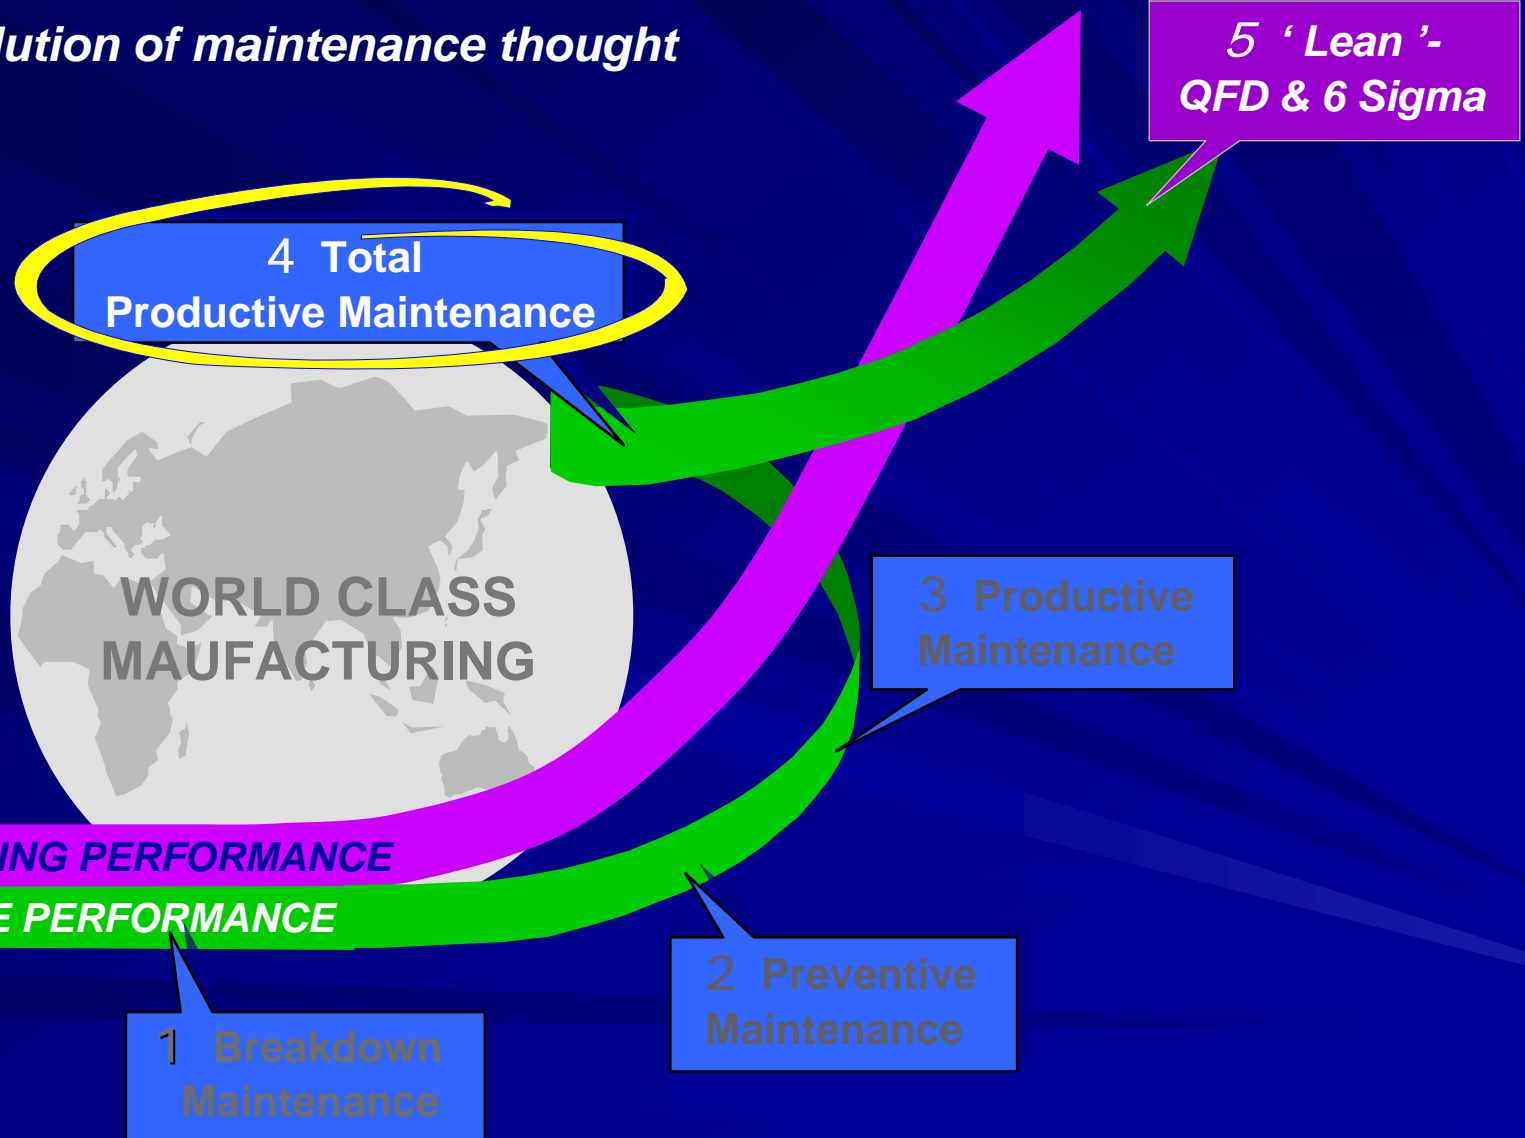 lution of maintenance thought
5 ‘ Lean ’-
QFD & 6 Sigma
4 Total
Productive Maintenance
WORLD CLASS
MAUFACTURING
3 Productive
Maintenance
ING PERFORMANCE
E PERFORMANCE
2 Preventive
Maintenance
1 Breakdown
Maintenance